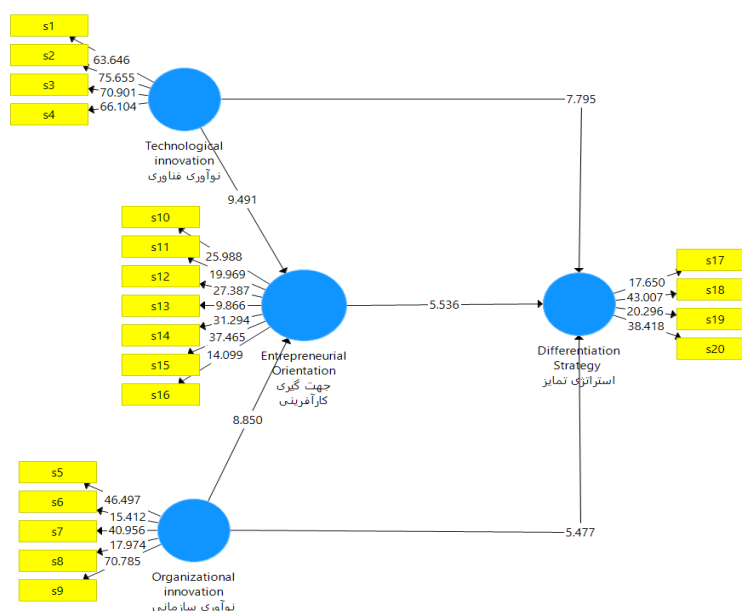 s1
s2
s3
s4
63.646
75.655
70.901
66.104
Technological
innovation
نوآوری فناوری
7.795
9.491
s10
s11
s12
s13
s14
s15
s16
25.988
19.969
27.387
9.866
31.294
37.465
14.099
Entrepreneurial
Orientation
جهت گیری
کارآفرینی
5.536
s17
s18
s19
s20
17.650
43.007
20.296
38.418
Differentiation
Strategy
استراتژی تمایز
8.850
s5
s6
s7
s8
s9
46.497
15.412
40.956
17.974
70.785
Organizational
innovation
نوآوری سازمانی
5.477